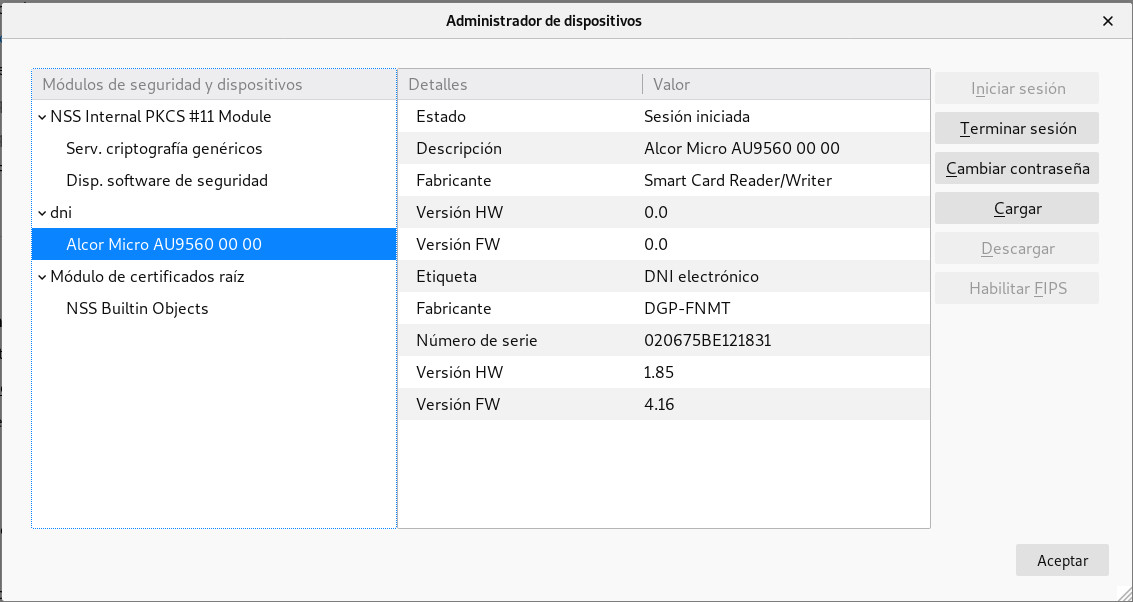 Administrador de dispositivos
Módulos de seguridad y dispositivos
Detalles Valor
Iniciar sesión
NSS Internal PKCS #11 Module
Estado Sesión iniciada
Terminar sesión
Serv. criptografía genéricos
Descripción Alcor Micro AU9560 00 00
Cambiar contraseña
Disp. software de seguridad
Fabricante Smart Card Reader/Writer
Cargar
dni
Versión HW 0.0
Descargar
Alcor Micro AU9560 00 00
Versión FW 0.0
Habilitar FIPS
Módulo de certificados raíz
Etiqueta DNI electrónico
NSS Builtin Objects
Fabricante DGP-FNMT
Número de serie 020675BE121831
Versión HW 1.85
Versión FW 4.16
Aceptar